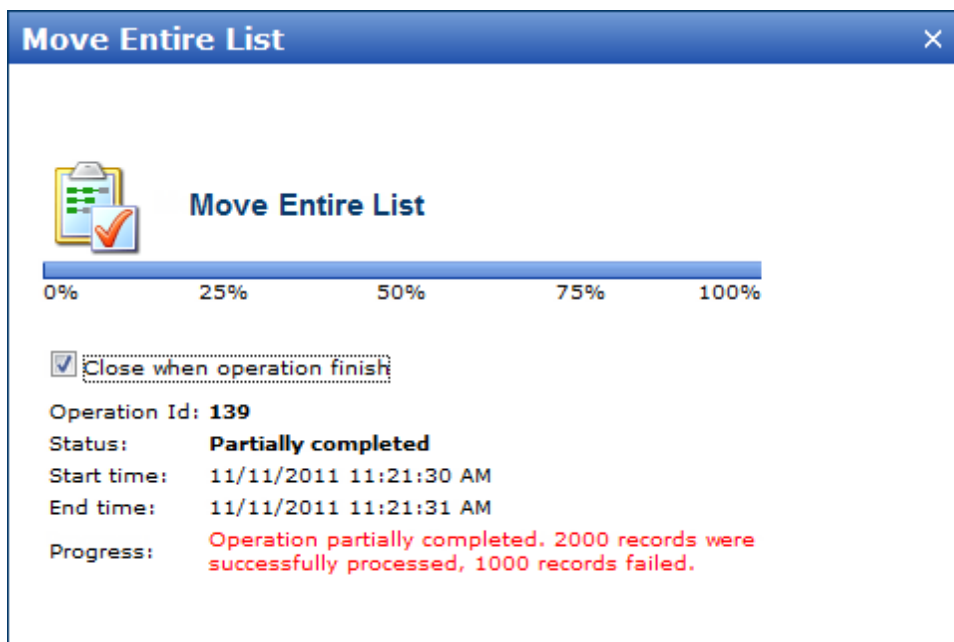 Move Entire List
Move Entire List
0% 25% 50% 75% 100%
Close when operation finish
Operation Id: 139
Status: Partially completed
Start time: 11/11/2011 11:21:30 AM
End time: 11/11/2011 11:21:31 AM
Progress: Operation partially completed. 2000 records were
successfully processed, 1000 records failed.